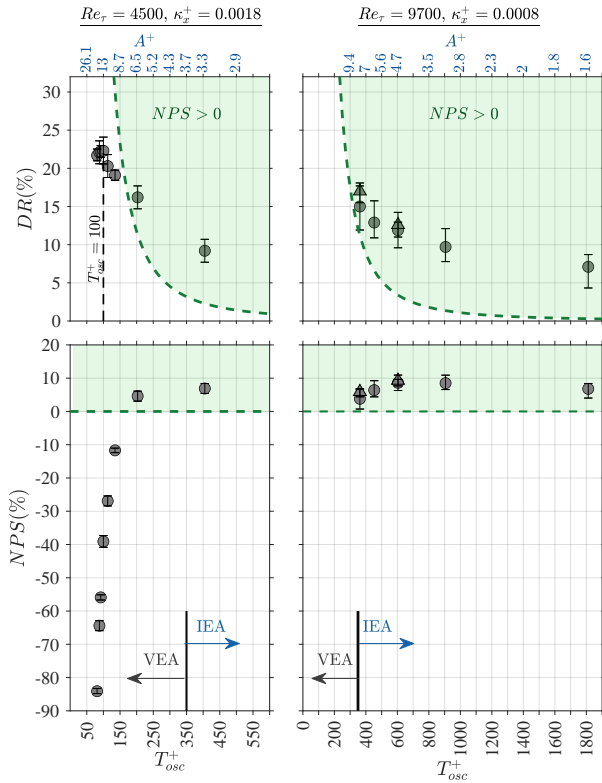 Re_τ = 4500, κ_x^+ = 0.0018
Re_τ = 9700, κ_x^+ = 0.0008
A^+
A^+
26.1 13 8.7 6.5 5.2 4.3 3.7 3.3 2.9
9.4 7 5.6 4.7 3.5 2.8 2.3 2 1.8 1.6
DR(%)
30
25
20
15
10
5
0
NPS > 0
NPS > 0
T_osc^+ = 100
NPS(%)
20
10
0
-10
-20
-30
-40
-50
-60
-70
-80
-90
IEA
VEA
IEA
VEA
50 150 250 350 450 550
0 200 400 600 800 1000 1200 1400 1600 1800
T_osc^+
T_osc^+